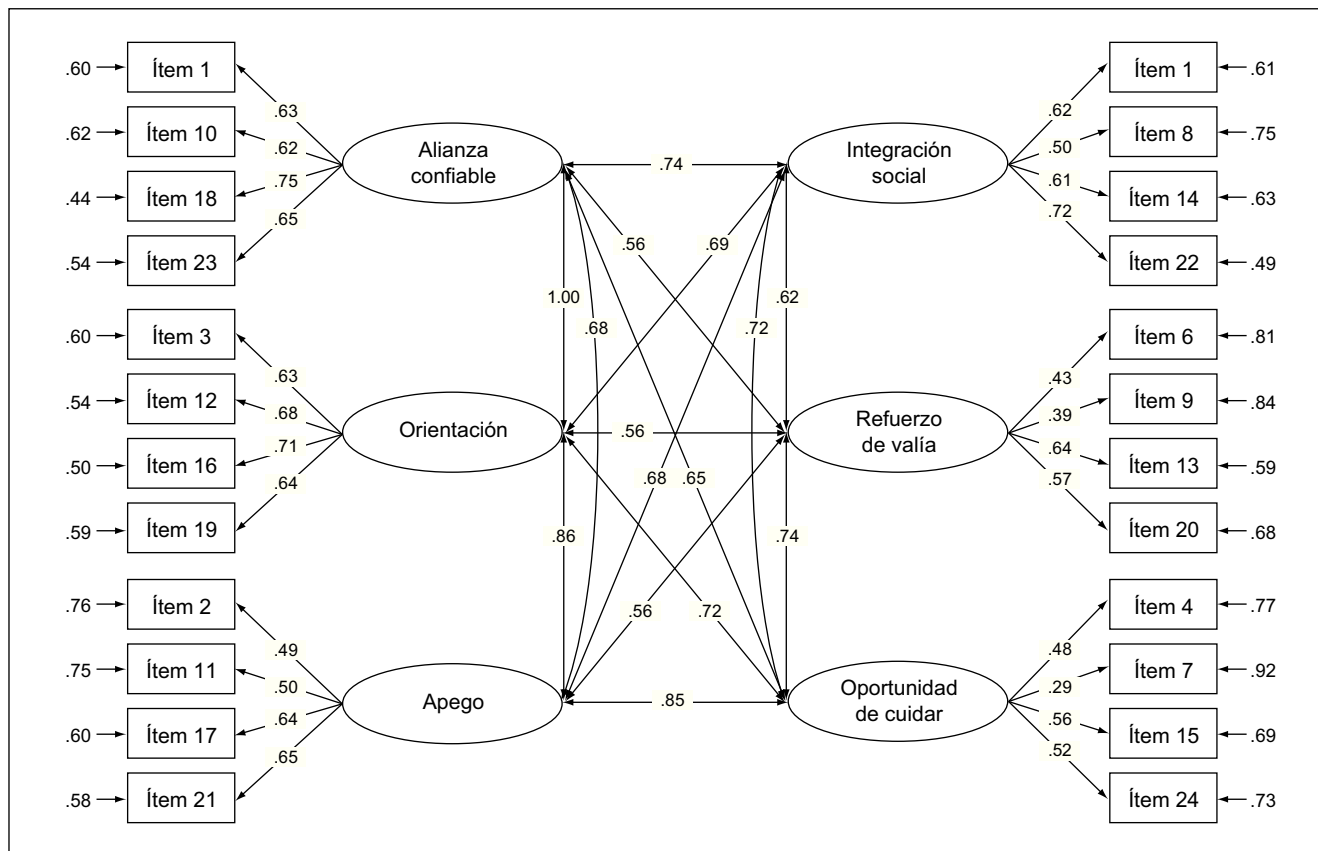 .60
Ítem 1
.63
.62
Ítem 10
.62
.44
Ítem 18
.75
.54
Ítem 23
.65
Alianza
confiable
.60
Ítem 3
.63
.54
Ítem 12
.68
.50
Ítem 16
.71
.59
Ítem 19
.64
Orientación
.76
Ítem 2
.49
.75
Ítem 11
.50
.60
Ítem 17
.64
.58
Ítem 21
.65
Apego
.74
.56
.69
1.00
.68
.72
.62
.56
.68
.65
.86
.74
.56
.72
.85
Integración
social
.62
Ítem 1
.61
.50
Ítem 8
.75
.61
Ítem 14
.63
.72
Ítem 22
.49
Refuerzo
de valía
.43
Ítem 6
.81
.39
Ítem 9
.84
.64
Ítem 13
.59
.57
Ítem 20
.68
Oportunidad
de cuidar
.48
Ítem 4
.77
.29
Ítem 7
.92
.56
Ítem 15
.69
.52
Ítem 24
.73